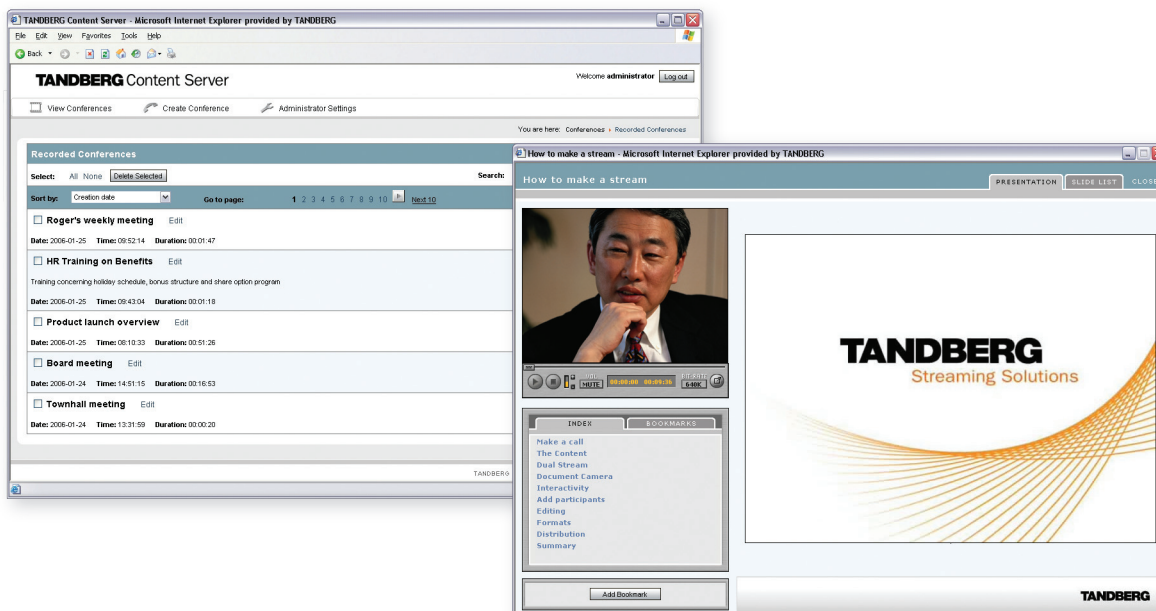 TANDBERG Content Server - Microsoft Internet Explorer provided by TANDBERG
File Edit View Favorites Tools Help
Back
TANDBERG Content Server
Welcome administrator Log out
View Conferences Create Conference Administrator Settings
You are here: Conferences Recorded Conferences
Recorded Conferences
Select: All None Delete Selected Search:
Sort by: Creation date Go to page: 1 2 3 4 5 6 7 8 9 10 Next 10
Roger's weekly meeting Edit
Date: 2006-01-25 Time: 09:52:14 Duration: 00:01:47
HR Training on Benefits Edit
Training concerning holiday schedule, bonus structure and share option program
Date: 2006-01-25 Time: 09:43:04 Duration: 00:01:18
Product launch overview Edit
Date: 2006-01-25 Time: 08:10:33 Duration: 00:51:26
Board meeting Edit
Date: 2006-01-24 Time: 14:51:15 Duration: 00:16:53
Townhall meeting Edit
Date: 2006-01-24 Time: 13:31:59 Duration: 00:00:20
TANDBERG
How to make a stream - Microsoft Internet Explorer provided by TANDBERG
How to make a stream
PRESENTATION SLIDE LIST CLOSE
VOL BIT-RATE
MUTE 00:00:00 00:09:36 640K
INDEX BOOKMARKS
Make a call
The Content
Dual Stream
Document Camera
Interactivity
Add participants
Editing
Formats
Distribution
Summary
Add Bookmark
TANDBERG
Streaming Solutions
TANDBERG